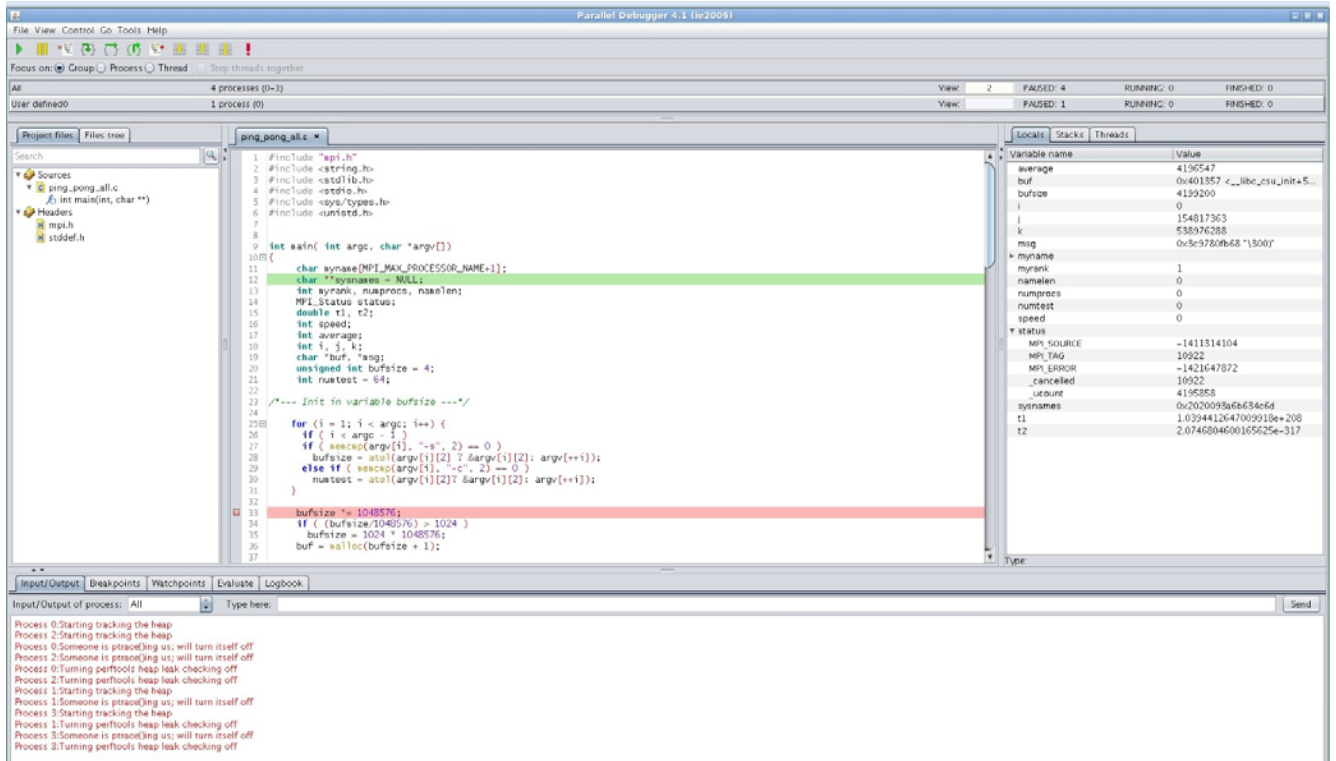 Parallel Debugger 4.1 (ie2005)
File View Control Go Tools Help
Focus on: Group Process Thread Step threads together
All 4 processes (0-3) View: 2 PAUSED: 4 RUNNING: 0 FINISHED: 0
User defined0 1 process (0) View: PAUSED: 1 RUNNING: 0 FINISHED: 0
Project files Files tree
Search
Sources
ping_pong_all.c
int main(int, char **)
Headers
mpi.h
stddef.h
ping_pong_all.c
1 #include "mpi.h"
2 #include <string.h>
3 #include <stdlib.h>
4 #include <stdio.h>
5 #include <sys/types.h>
6 #include <unistd.h>
7
8
9 int main( int argc, char *argv[])
10 {
11 char myname[MPI_MAX_PROCESSOR_NAME+1];
12 char **sysnames = NULL;
13 int myrank, numprocs, namelen;
14 MPI_Status status;
15 double t1, t2;
16 int speed;
17 int average;
18 int i, j, k;
19 char *buf, *msg;
20 unsigned int bufsize = 4;
21 int numtest = 64;
22
23 /*--- Init in variable bufsize ---*/
24
25 for (i = 1; i < argc; i++) {
26 if ( i < argc - 1 )
27 if ( memcmp(argv[i], "-s", 2) == 0 )
28 bufsize = atol(argv[i][2] ? &argv[i][2]: argv[++i]);
29 else if ( memcmp(argv[i], "-c", 2) == 0 )
30 numtest = atol(argv[i][2]? &argv[i][2]: argv[++i]);
31 }
32
33 bufsize *= 1048576;
34 if ( (bufsize/1048576) > 1024 )
35 bufsize = 1024 * 1048576;
36 buf = malloc(bufsize + 1);
37
Locals Stacks Threads
Variable name Value
average 4196547
buf 0x401357 <__libc_csu_init+5...
bufsize 4199200
i 0
j 154817363
k 538976288
msg 0x3c9780fb68 "\300)"
myname
myrank 1
namelen 0
numprocs 0
numtest 0
speed 0
status
MPI_SOURCE -1411314104
MPI_TAG 10922
MPI_ERROR -1421647872
_cancelled 10922
_ucount 4195858
sysnames 0x2020093a6b634c6d
t1 1.0394412647009918e+208
t2 2.0746804600165625e-317
Type:
Input/Output Breakpoints Watchpoints Evaluate Logbook
Input/Output of process: All Type here: Send
Process 0:Starting tracking the heap
Process 2:Starting tracking the heap
Process 0:Someone is ptrace()ing us; will turn itself off
Process 2:Someone is ptrace()ing us; will turn itself off
Process 0:Turning perftools heap leak checking off
Process 2:Turning perftools heap leak checking off
Process 1:Starting tracking the heap
Process 1:Someone is ptrace()ing us; will turn itself off
Process 3:Starting tracking the heap
Process 1:Turning perftools heap leak checking off
Process 3:Someone is ptrace()ing us; will turn itself off
Process 3:Turning perftools heap leak checking off